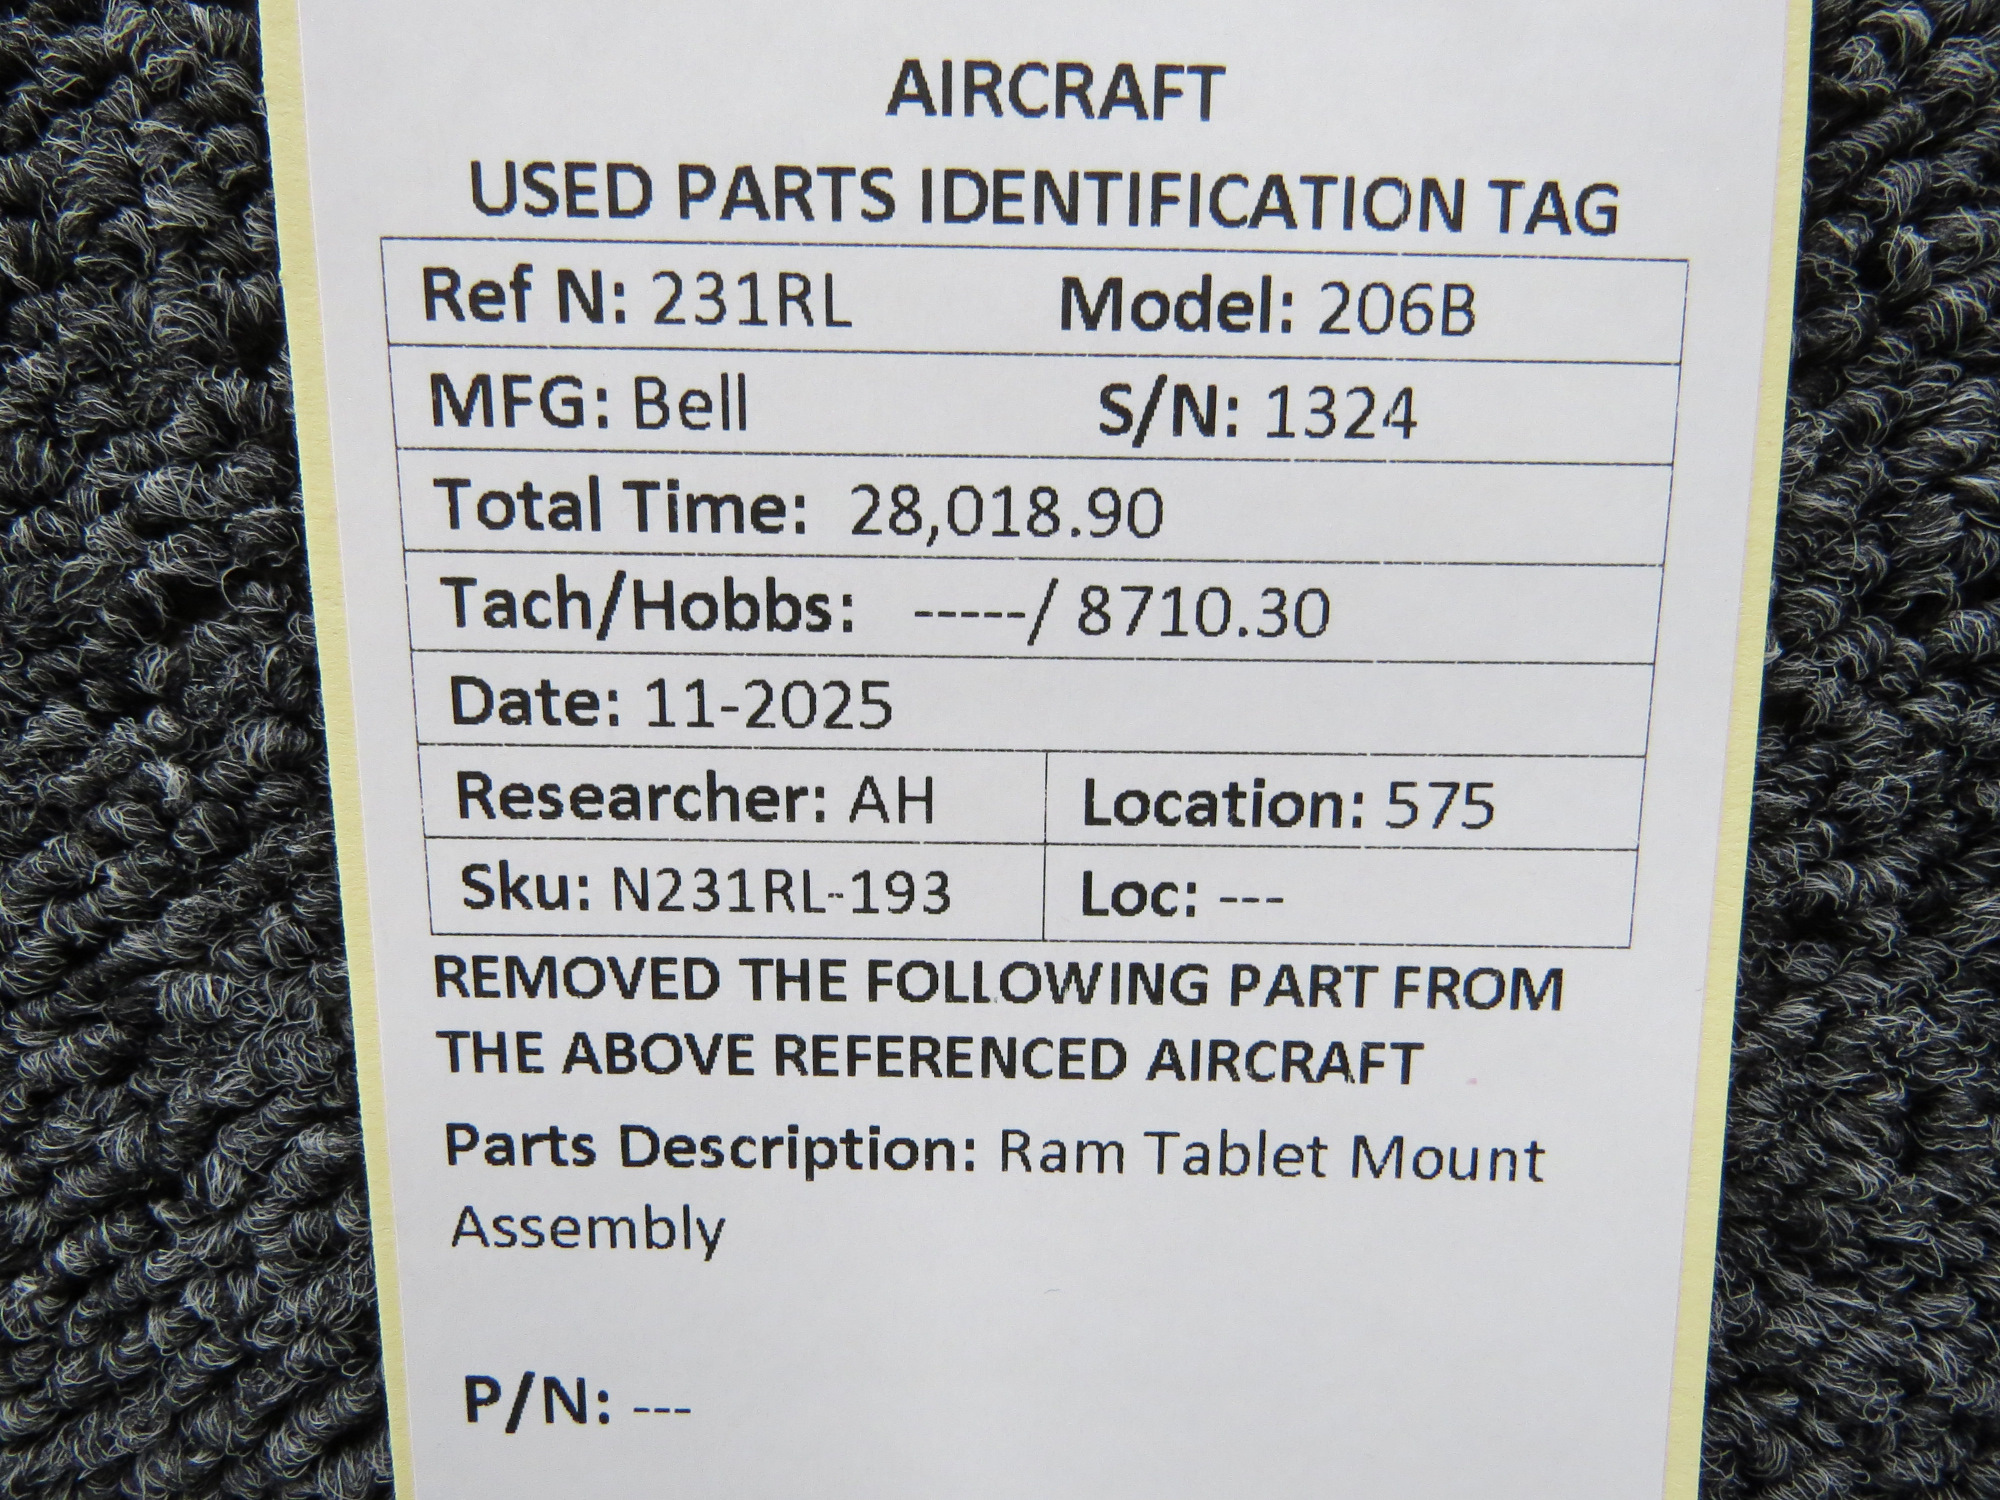 AIRCRAFT
USED PARTS IDENTIFICATION TAG
Ref N: 231RL Model: 206B
MFG: Bell S/N: 1324
Total Time: 28,018.90
Tach/Hobbs: -----/ 8710.30
Date: 11-2025
Researcher: AH Location: 575
Sku: N231RL-193 Loc: ---
REMOVED THE FOLLOWING PART FROM
THE ABOVE REFERENCED AIRCRAFT
Parts Description: Ram Tablet Mount
Assembly
P/N: ---